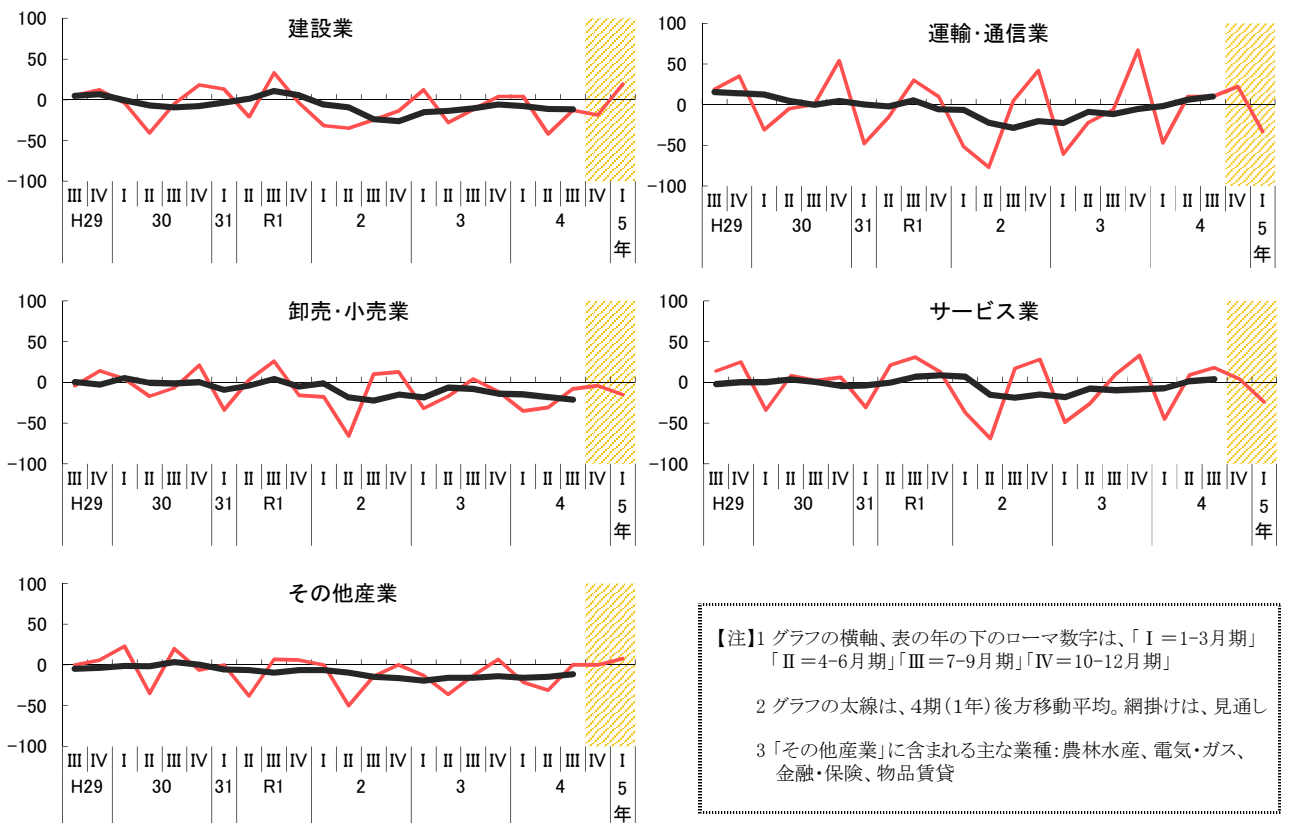 建設業
100
50
0
−50
−100
Ⅲ Ⅳ Ⅰ Ⅱ Ⅲ Ⅳ Ⅰ Ⅱ Ⅲ Ⅳ Ⅰ Ⅱ Ⅲ Ⅳ Ⅰ Ⅱ Ⅲ Ⅳ Ⅰ Ⅱ Ⅲ Ⅳ Ⅰ
H29 30 31 R1 2 3 4 5
年
運輸･通信業
100
50
0
−50
−100
Ⅲ Ⅳ Ⅰ Ⅱ Ⅲ Ⅳ Ⅰ Ⅱ Ⅲ Ⅳ Ⅰ Ⅱ Ⅲ Ⅳ Ⅰ Ⅱ Ⅲ Ⅳ Ⅰ Ⅱ Ⅲ Ⅳ Ⅰ
H29 30 31 R1 2 3 4 5
年
卸売･小売業
100
50
0
−50
−100
Ⅲ Ⅳ Ⅰ Ⅱ Ⅲ Ⅳ Ⅰ Ⅱ Ⅲ Ⅳ Ⅰ Ⅱ Ⅲ Ⅳ Ⅰ Ⅱ Ⅲ Ⅳ Ⅰ Ⅱ Ⅲ Ⅳ Ⅰ
H29 30 31 R1 2 3 4 5
年
サービス業
100
50
0
−50
−100
Ⅲ Ⅳ Ⅰ Ⅱ Ⅲ Ⅳ Ⅰ Ⅱ Ⅲ Ⅳ Ⅰ Ⅱ Ⅲ Ⅳ Ⅰ Ⅱ Ⅲ Ⅳ Ⅰ Ⅱ Ⅲ Ⅳ Ⅰ
H29 30 31 R1 2 3 4 5
年
その他産業
100
50
0
−50
−100
Ⅲ Ⅳ Ⅰ Ⅱ Ⅲ Ⅳ Ⅰ Ⅱ Ⅲ Ⅳ Ⅰ Ⅱ Ⅲ Ⅳ Ⅰ Ⅱ Ⅲ Ⅳ Ⅰ Ⅱ Ⅲ Ⅳ Ⅰ
H29 30 31 R1 2 3 4 5
年
【注】1 グラフの横軸、表の年の下のローマ数字は、「Ⅰ=1-3月期」
「Ⅱ=4-6月期」「Ⅲ=7-9月期」「Ⅳ=10-12月期」
2 グラフの太線は、4期(1年)後方移動平均。網掛けは、見通し
3 「その他産業」に含まれる主な業種:農林水産、電気・ガス、
金融・保険、物品賃貸